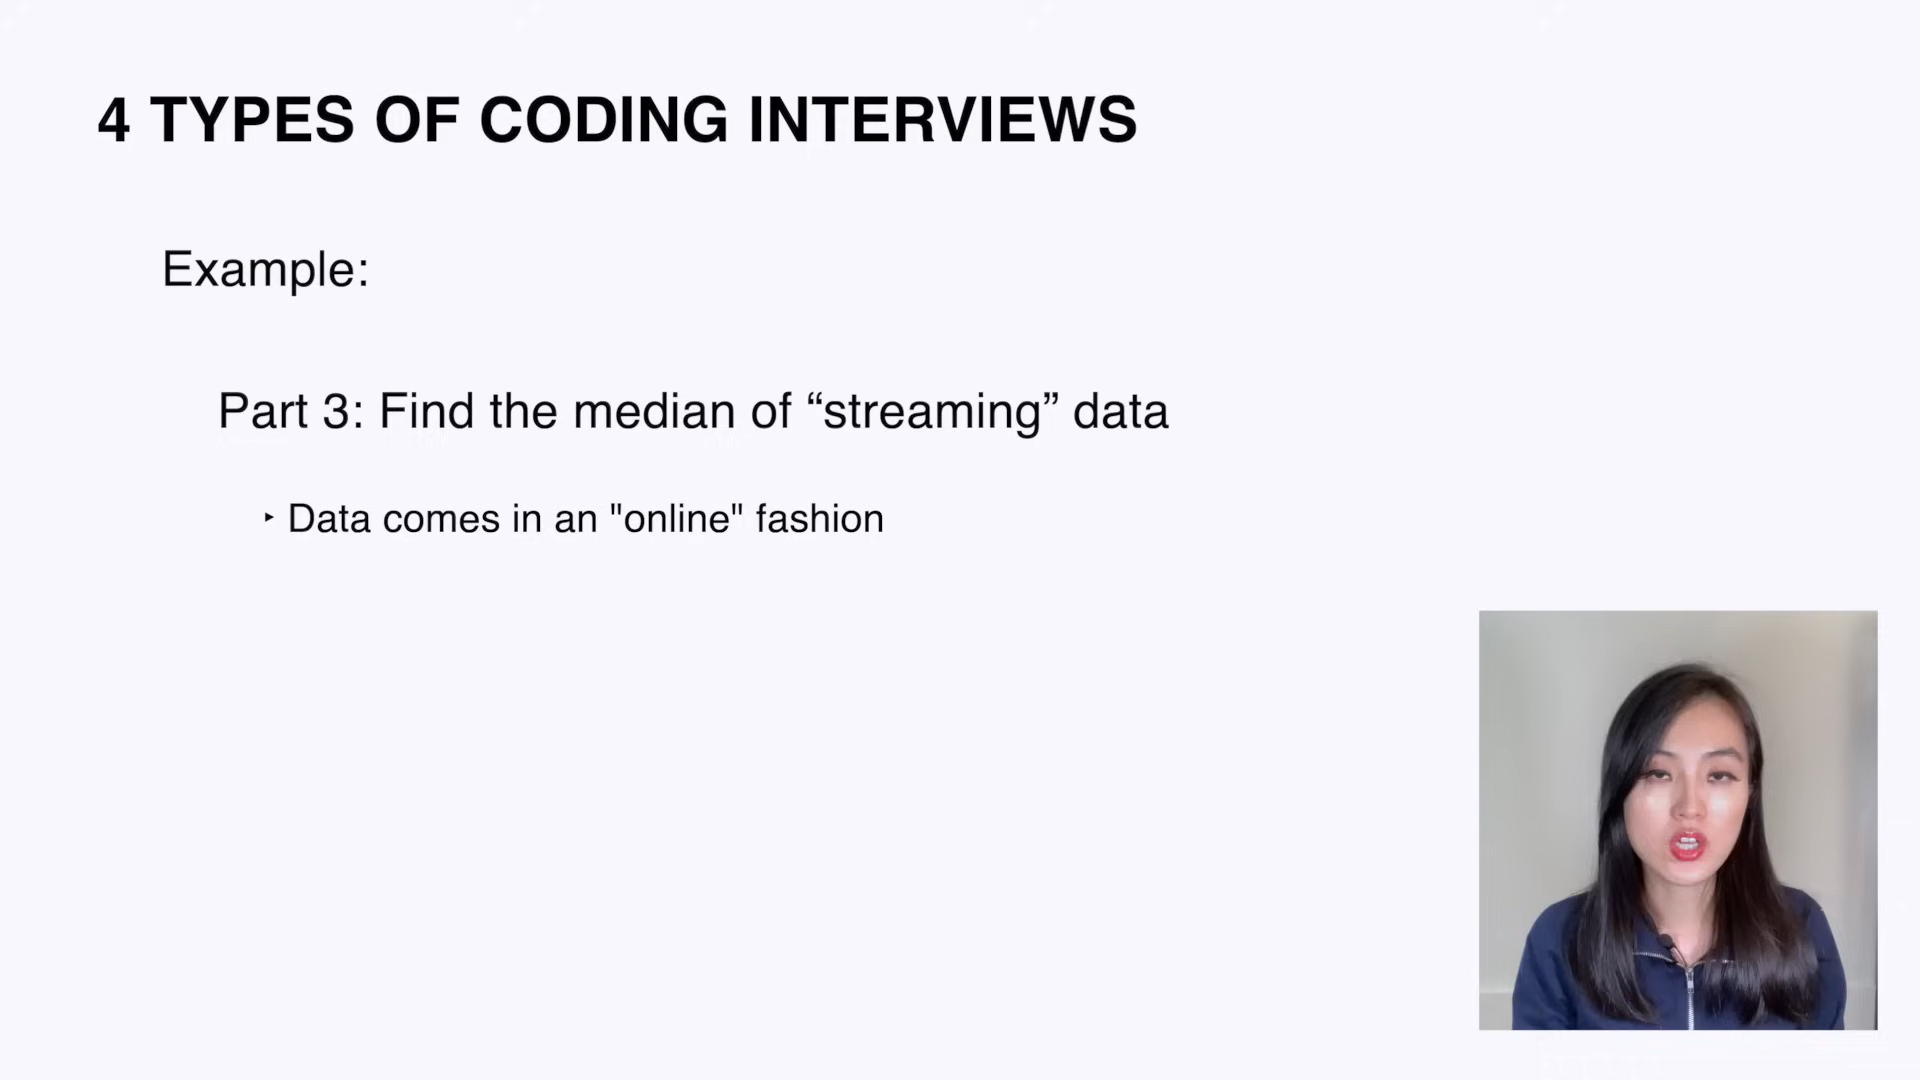 4 TYPES OF CODING INTERVIEWS
Example:
Part 3: Find the median of “streaming” data
‣ Data comes in an "online" fashion